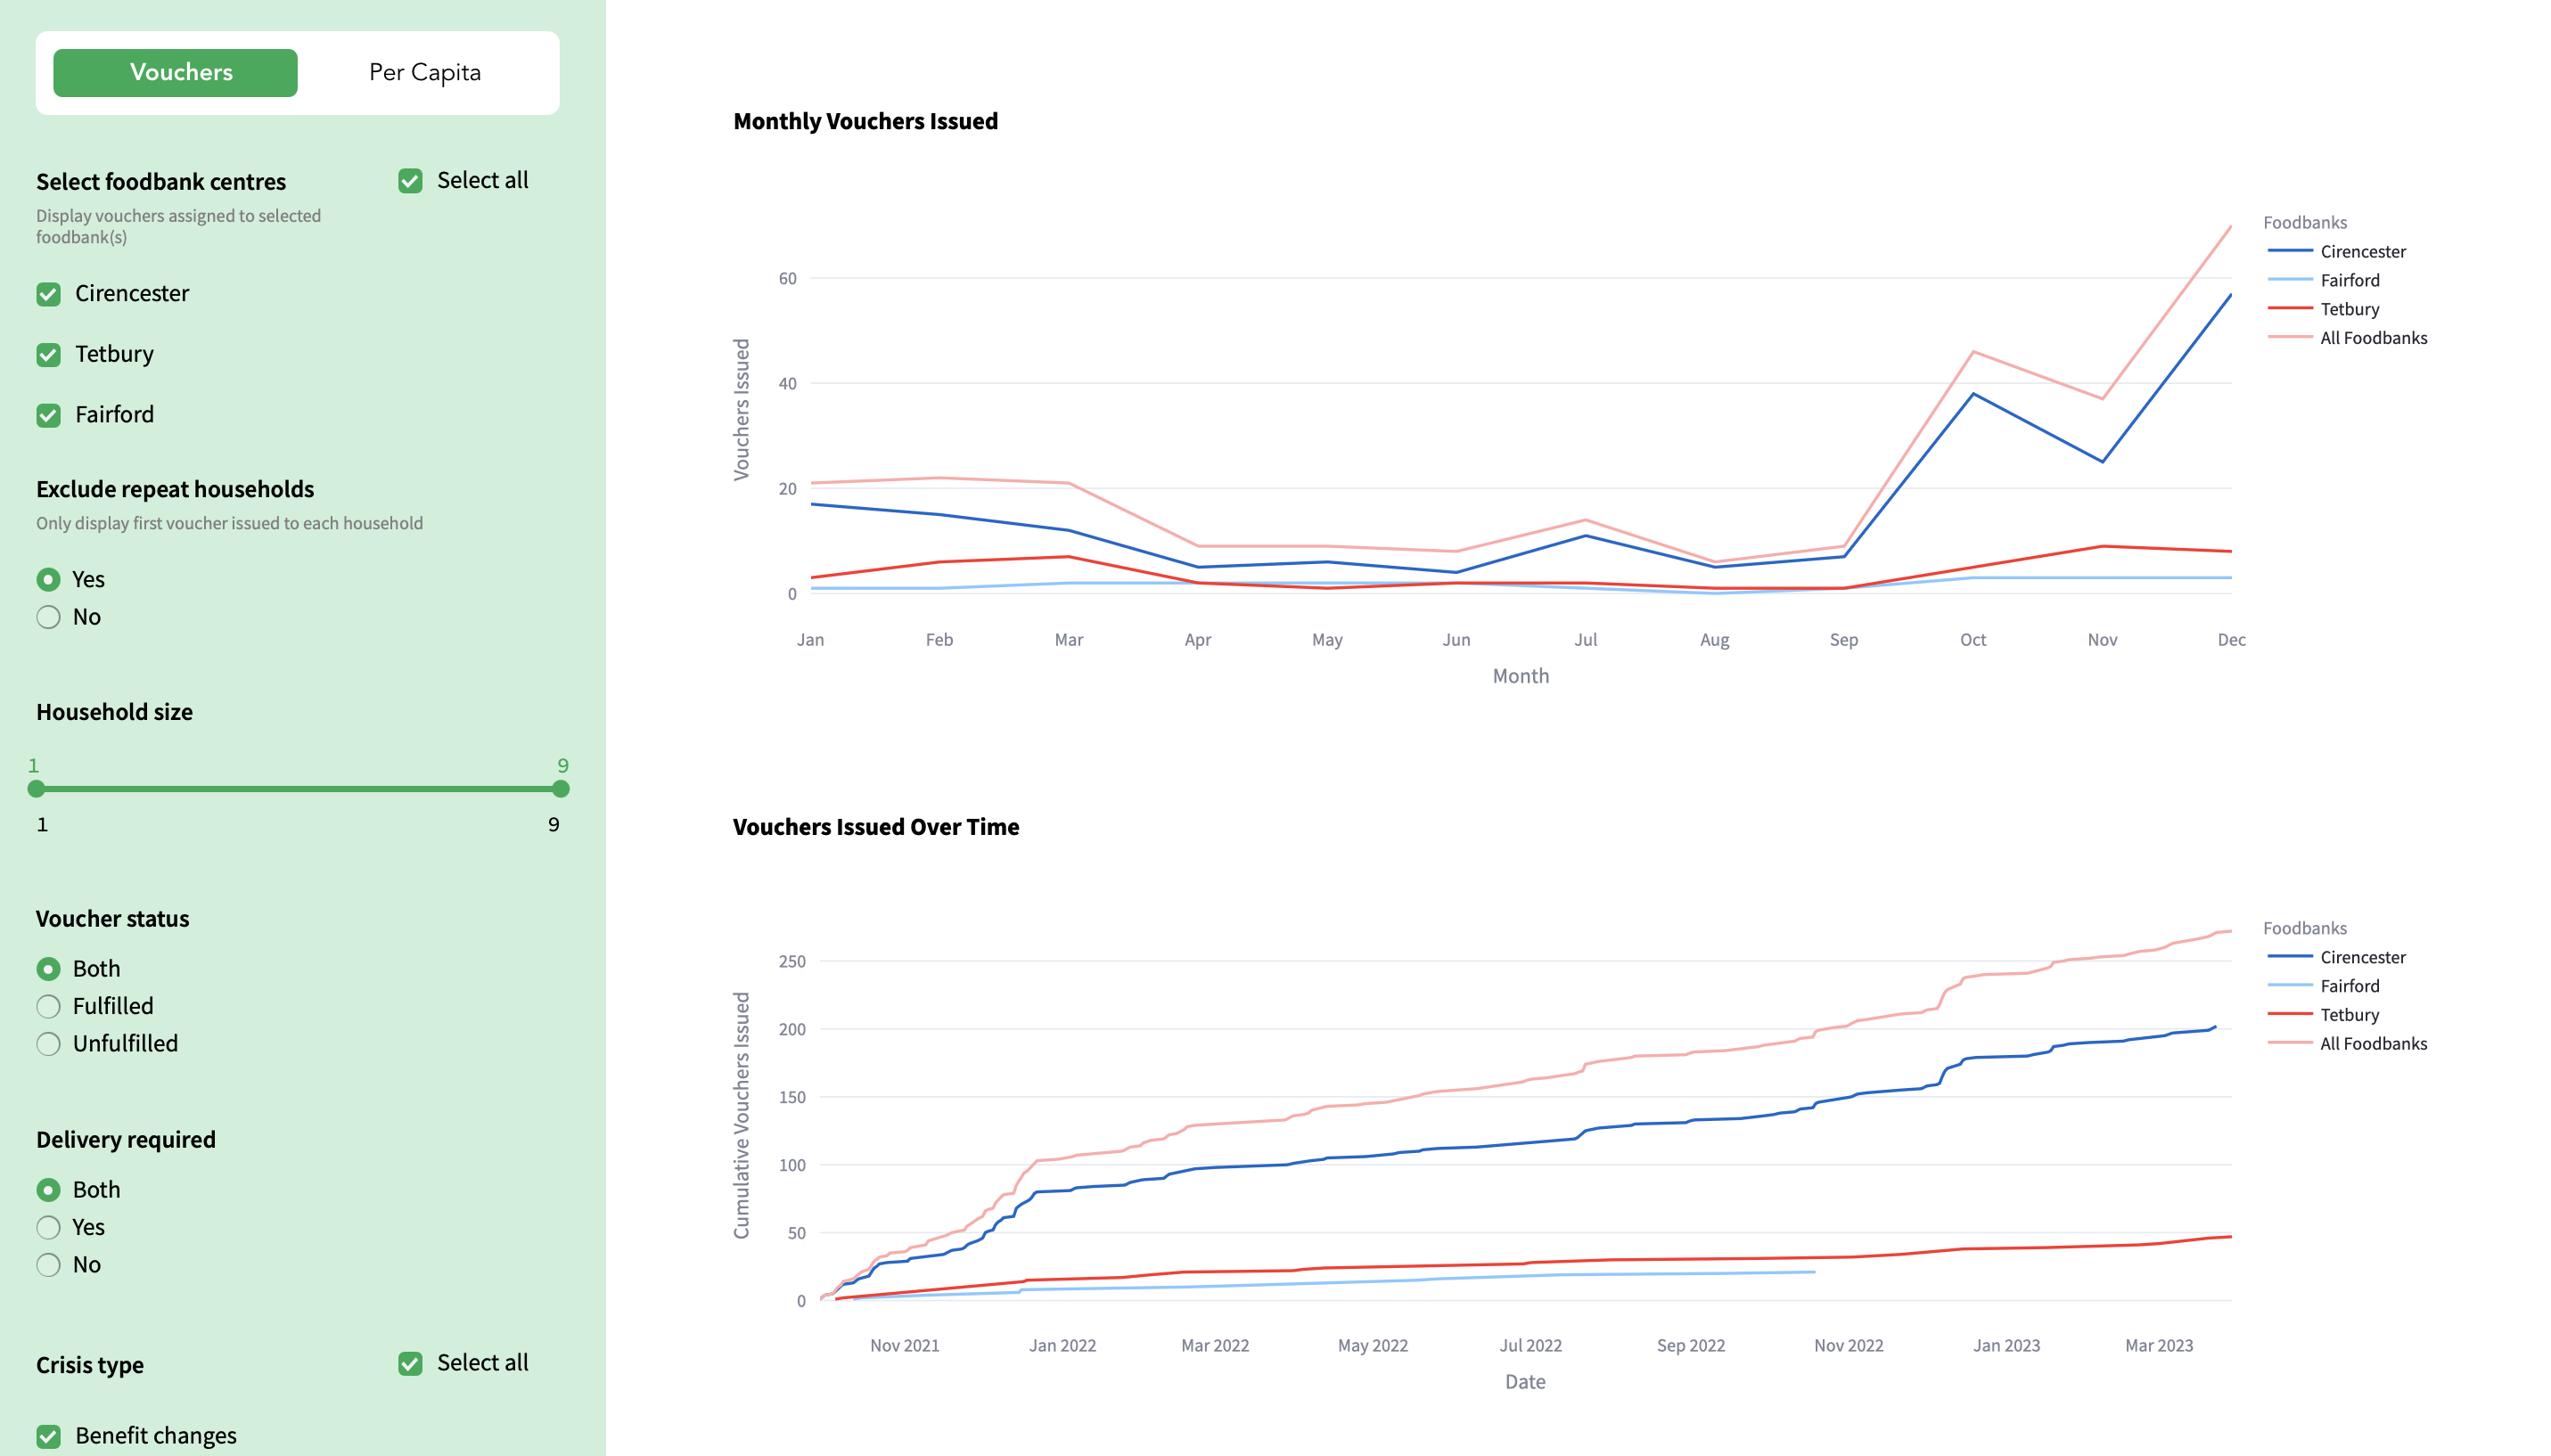 Vouchers
Per Capita
Select foodbank centres
Select all
Display vouchers assigned to selected
foodbank(s)
Cirencester
Tetbury
Fairford
Exclude repeat households
Only display first voucher issued to each household
Yes
No
Household size
1
9
1
9
Voucher status
Both
Fulfilled
Unfulfilled
Delivery required
Both
Yes
No
Crisis type
Select all
Benefit changes
Monthly Vouchers Issued
Vouchers Issued
60
40
20
0
Jan Feb Mar Apr May Jun Jul Aug Sep Oct Nov Dec
Month
Foodbanks
Cirencester
Fairford
Tetbury
All Foodbanks
Vouchers Issued Over Time
Cumulative Vouchers Issued
250
200
150
100
50
0
Nov 2021 Jan 2022 Mar 2022 May 2022 Jul 2022 Sep 2022 Nov 2022 Jan 2023 Mar 2023
Date
Foodbanks
Cirencester
Fairford
Tetbury
All Foodbanks